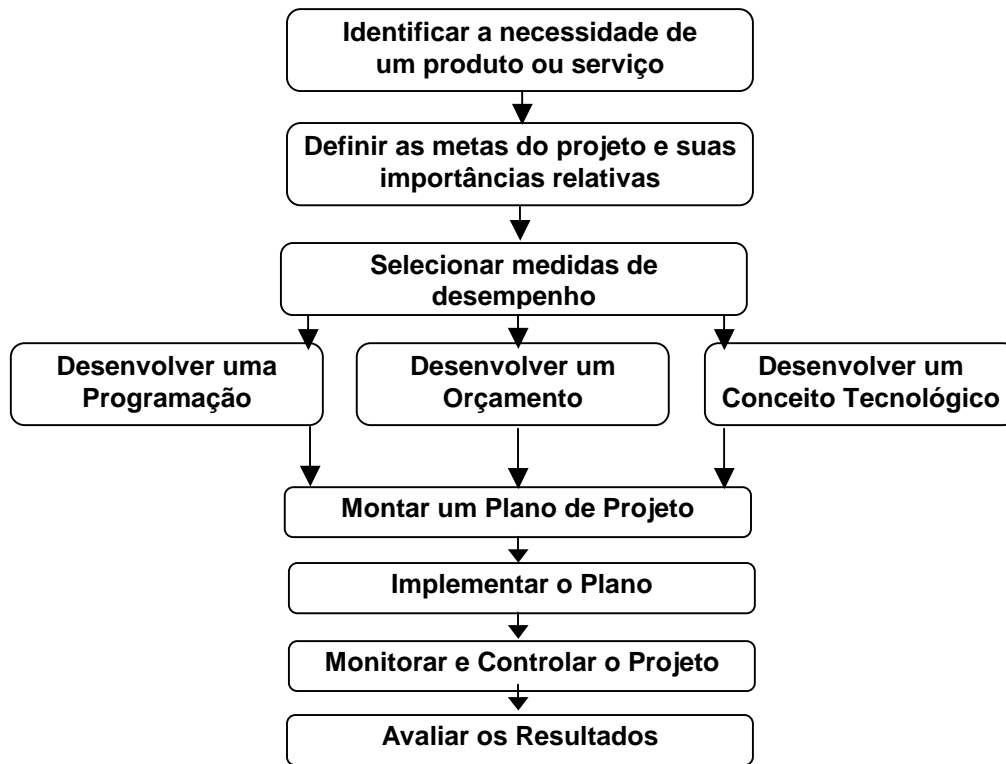 Identificar a necessidade de
um produto ou serviço
Definir as metas do projeto e suas
importâncias relativas
Selecionar medidas de
desempenho
Desenvolver uma
Programação
Desenvolver um
Orçamento
Desenvolver um
Conceito Tecnológico
Montar um Plano de Projeto
Implementar o Plano
Monitorar e Controlar o Projeto
Avaliar os Resultados